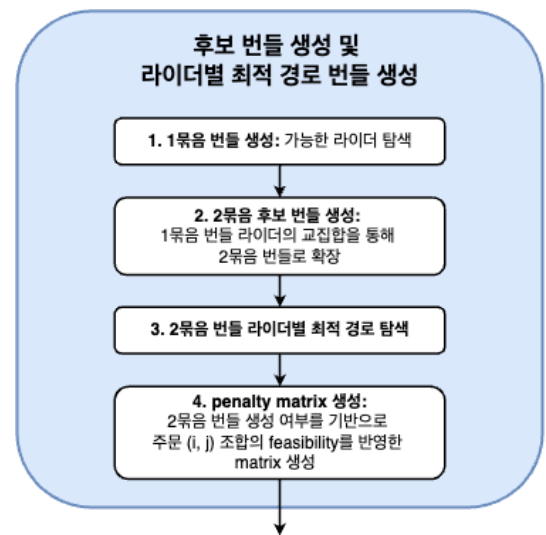 후보 번들 생성 및
라이더별 최적 경로 번들 생성
1. 1묶음 번들 생성: 가능한 라이더 탐색
2. 2묶음 후보 번들 생성:
1묶음 번들 라이더의 교집합을 통해
2묶음 번들로 확장
3. 2묶음 번들 라이더별 최적 경로 탐색
4. penalty matrix 생성:
2묶음 번들 생성 여부를 기반으로
주문 (i, j) 조합의 feasibility를 반영한
matrix 생성